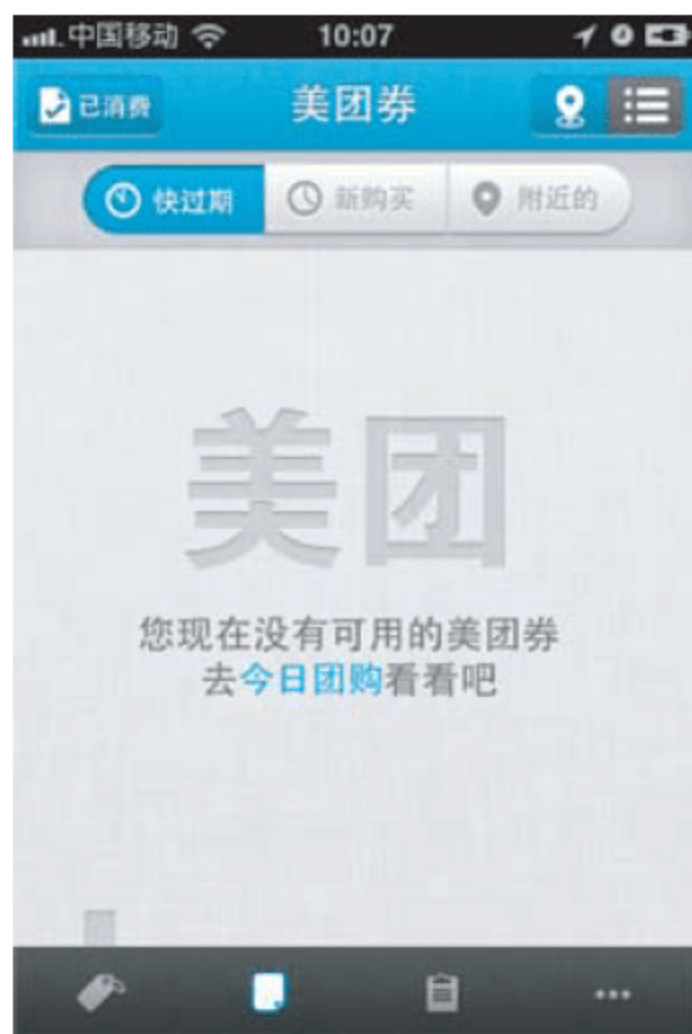 中国移动 10:07
已消费 美团券
快过期 新购买 附近的
美团
您现在没有可用的美团券
去今日团购看看吧